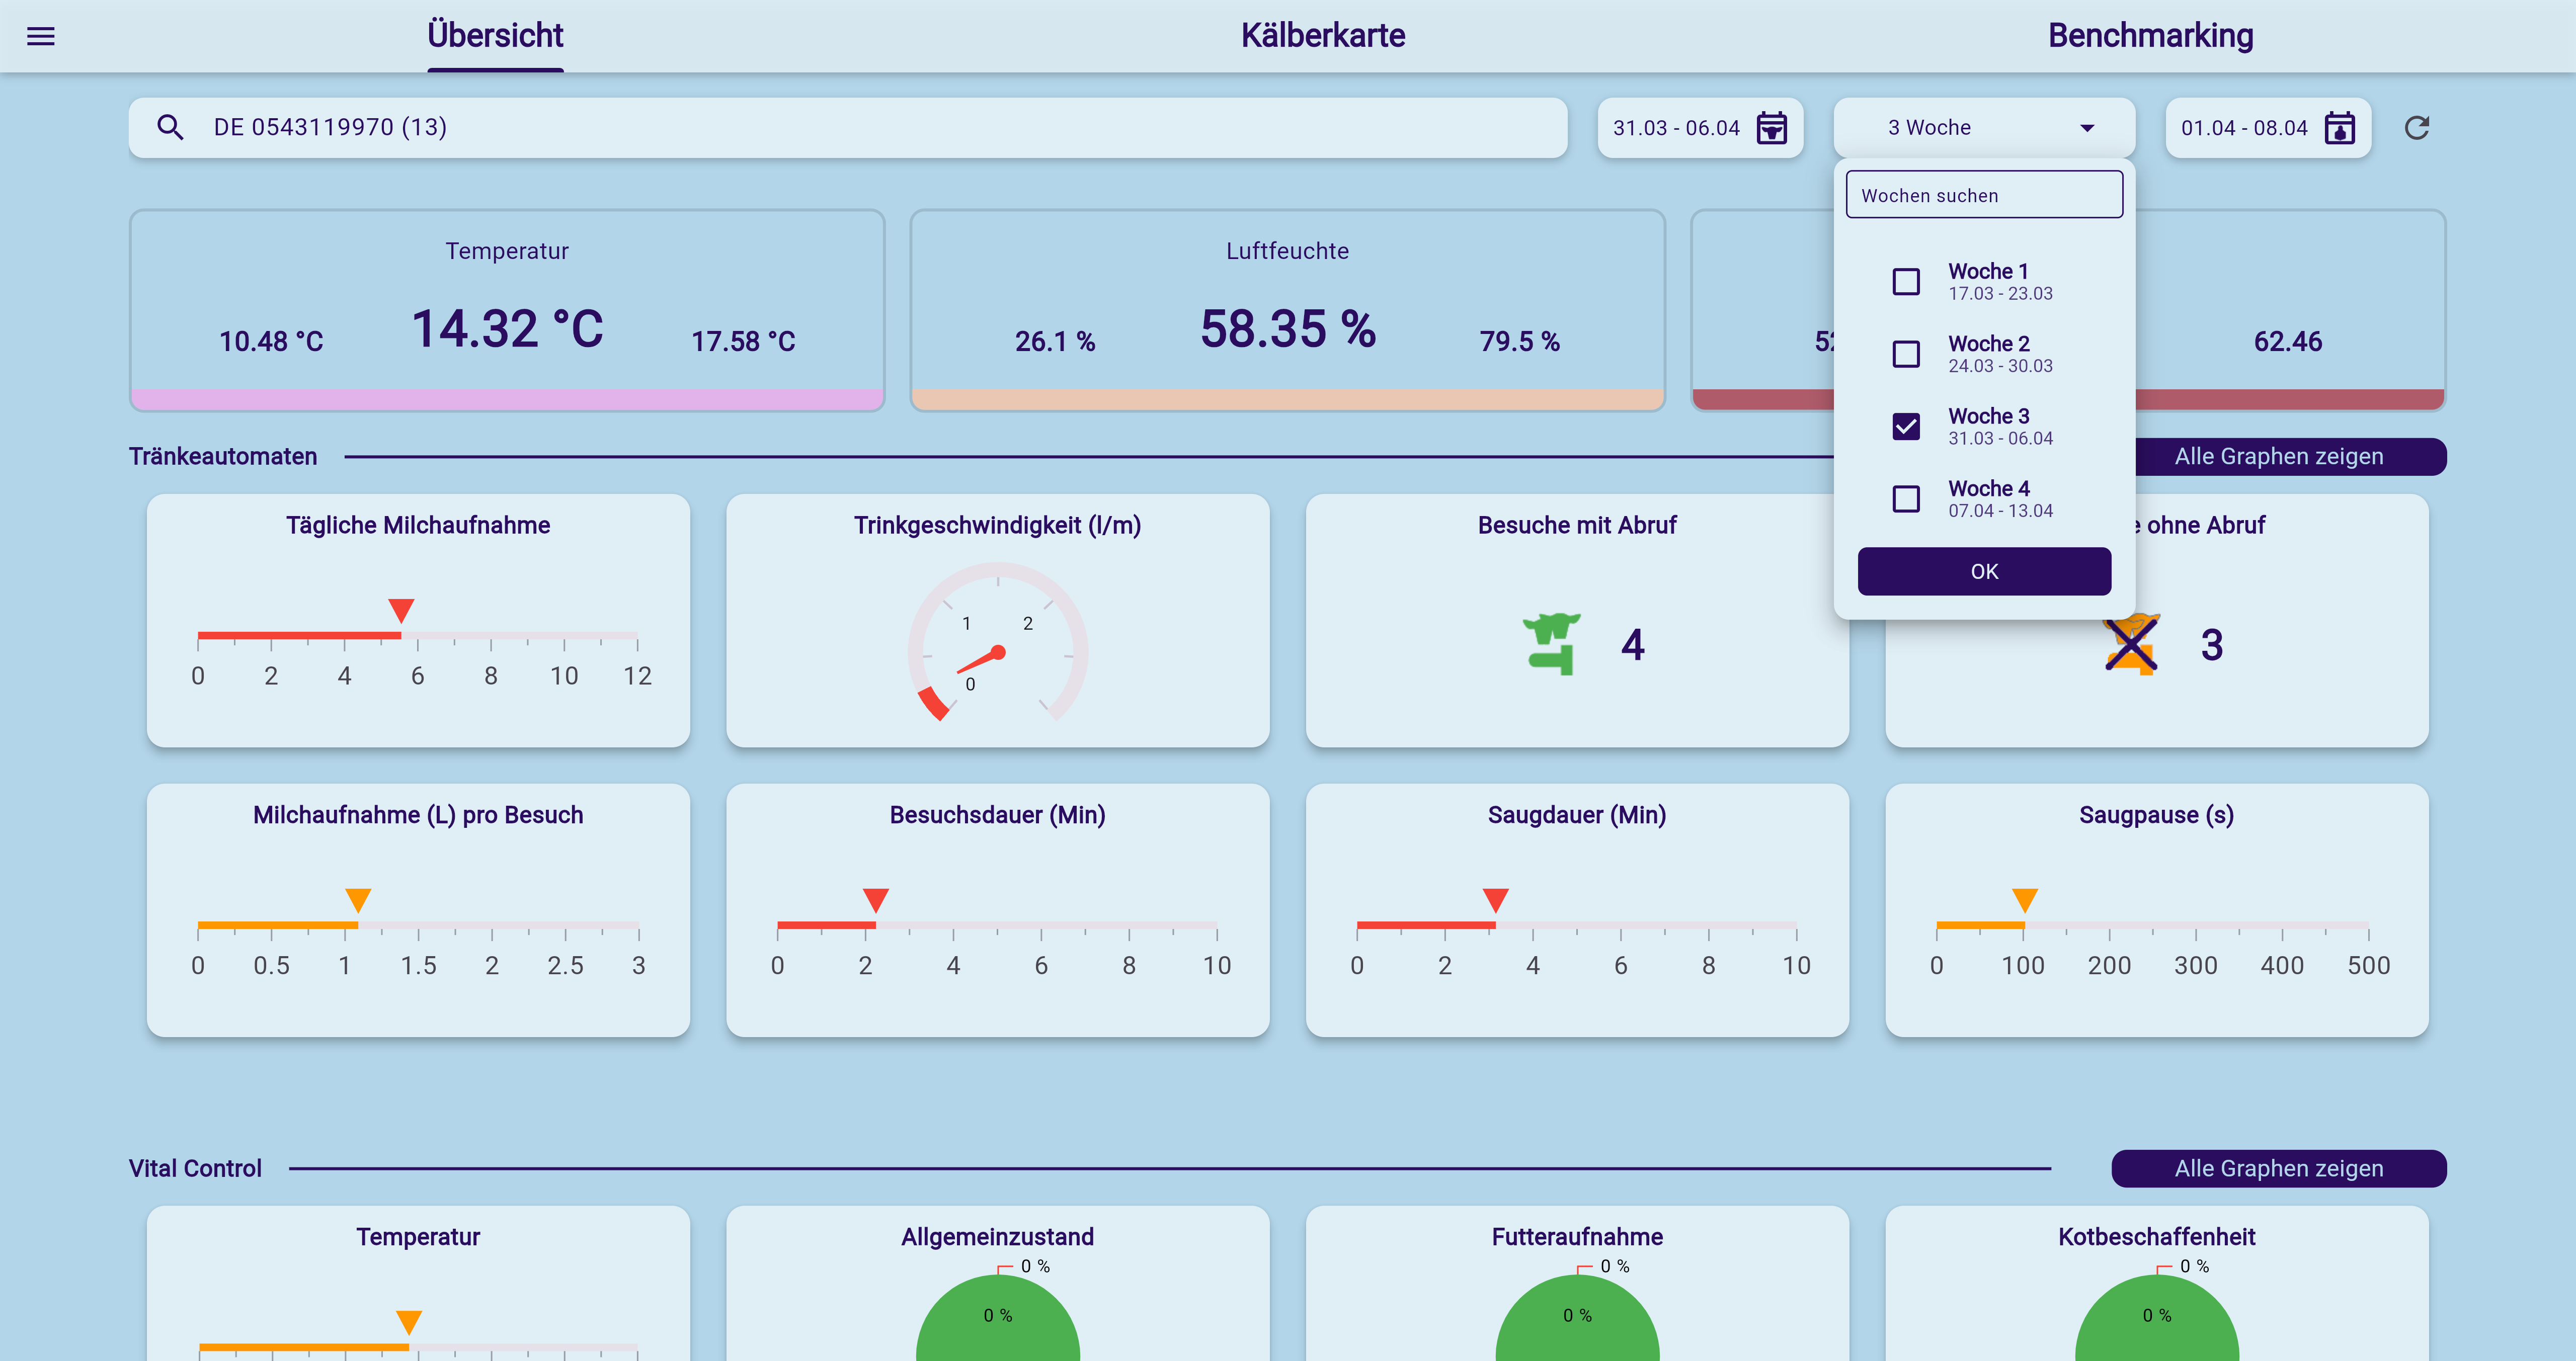 Übersicht
Kälberkarte
Benchmarking
DE 0543119970 (13)
31.03 - 06.04
3 Woche
01.04 - 08.04
Wochen suchen
Woche 1
17.03 - 23.03
Woche 2
24.03 - 30.03
Woche 3
31.03 - 06.04
Woche 4
07.04 - 13.04
OK
Temperatur
10.48 °C 14.32 °C 17.58 °C
Luftfeuchte
26.1 % 58.35 % 79.5 %
62.46
Tränkeautomaten
Alle Graphen zeigen
Tägliche Milchaufnahme
0 2 4 6 8 10 12
Trinkgeschwindigkeit (l/m)
0 1 2
Besuche mit Abruf
4
ohne Abruf
3
Milchaufnahme (L) pro Besuch
0 0.5 1 1.5 2 2.5 3
Besuchsdauer (Min)
0 2 4 6 8 10
Saugdauer (Min)
0 2 4 6 8 10
Saugpause (s)
0 100 200 300 400 500
Vital Control
Alle Graphen zeigen
Temperatur
Allgemeinzustand
0 %
0 %
Futteraufnahme
0 %
0 %
Kotbeschaffenheit
0 %
0 %